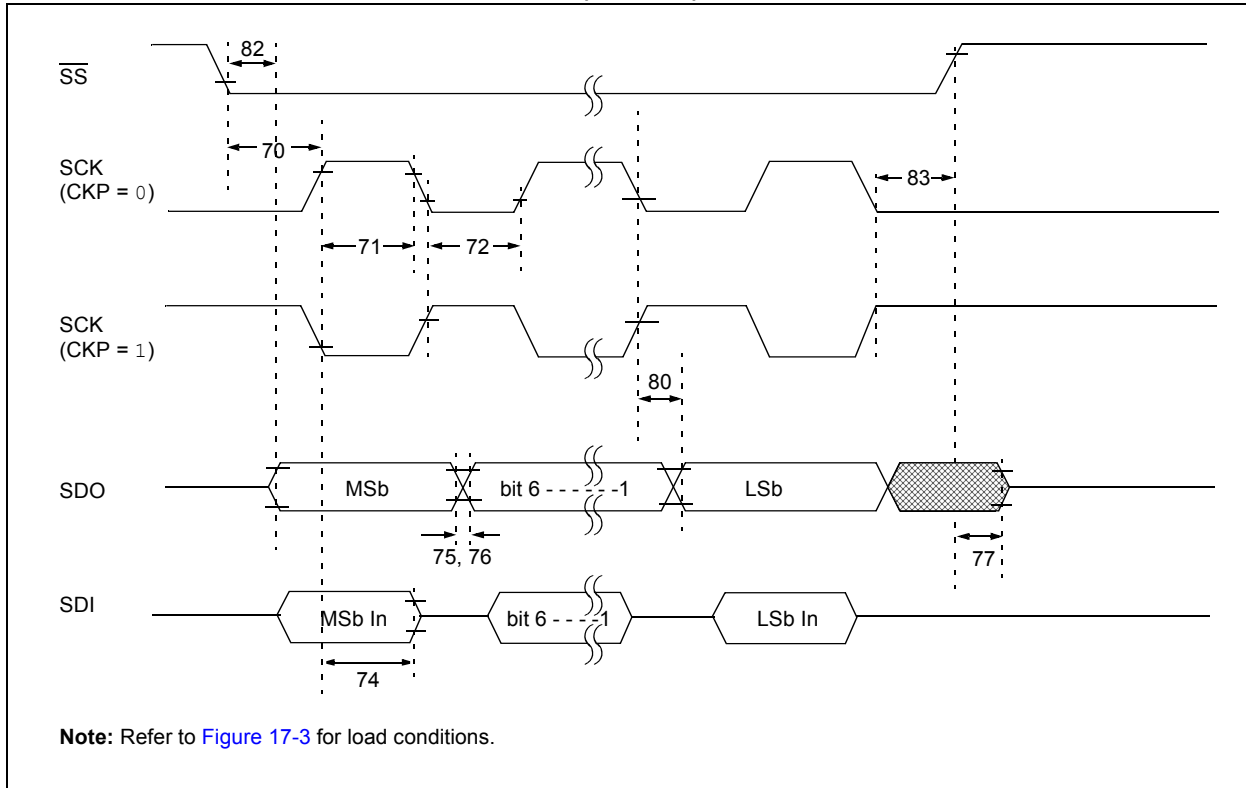 82
SS
70
SCK
(CKP = 0)
83
71
72
SCK
(CKP = 1)
80
SDO
MSb
bit 6 - - - - - -1
LSb
75, 76
77
SDI
MSb In
bit 6 - - - -1
LSb In
74
Note: Refer to Figure 17-3 for load conditions.